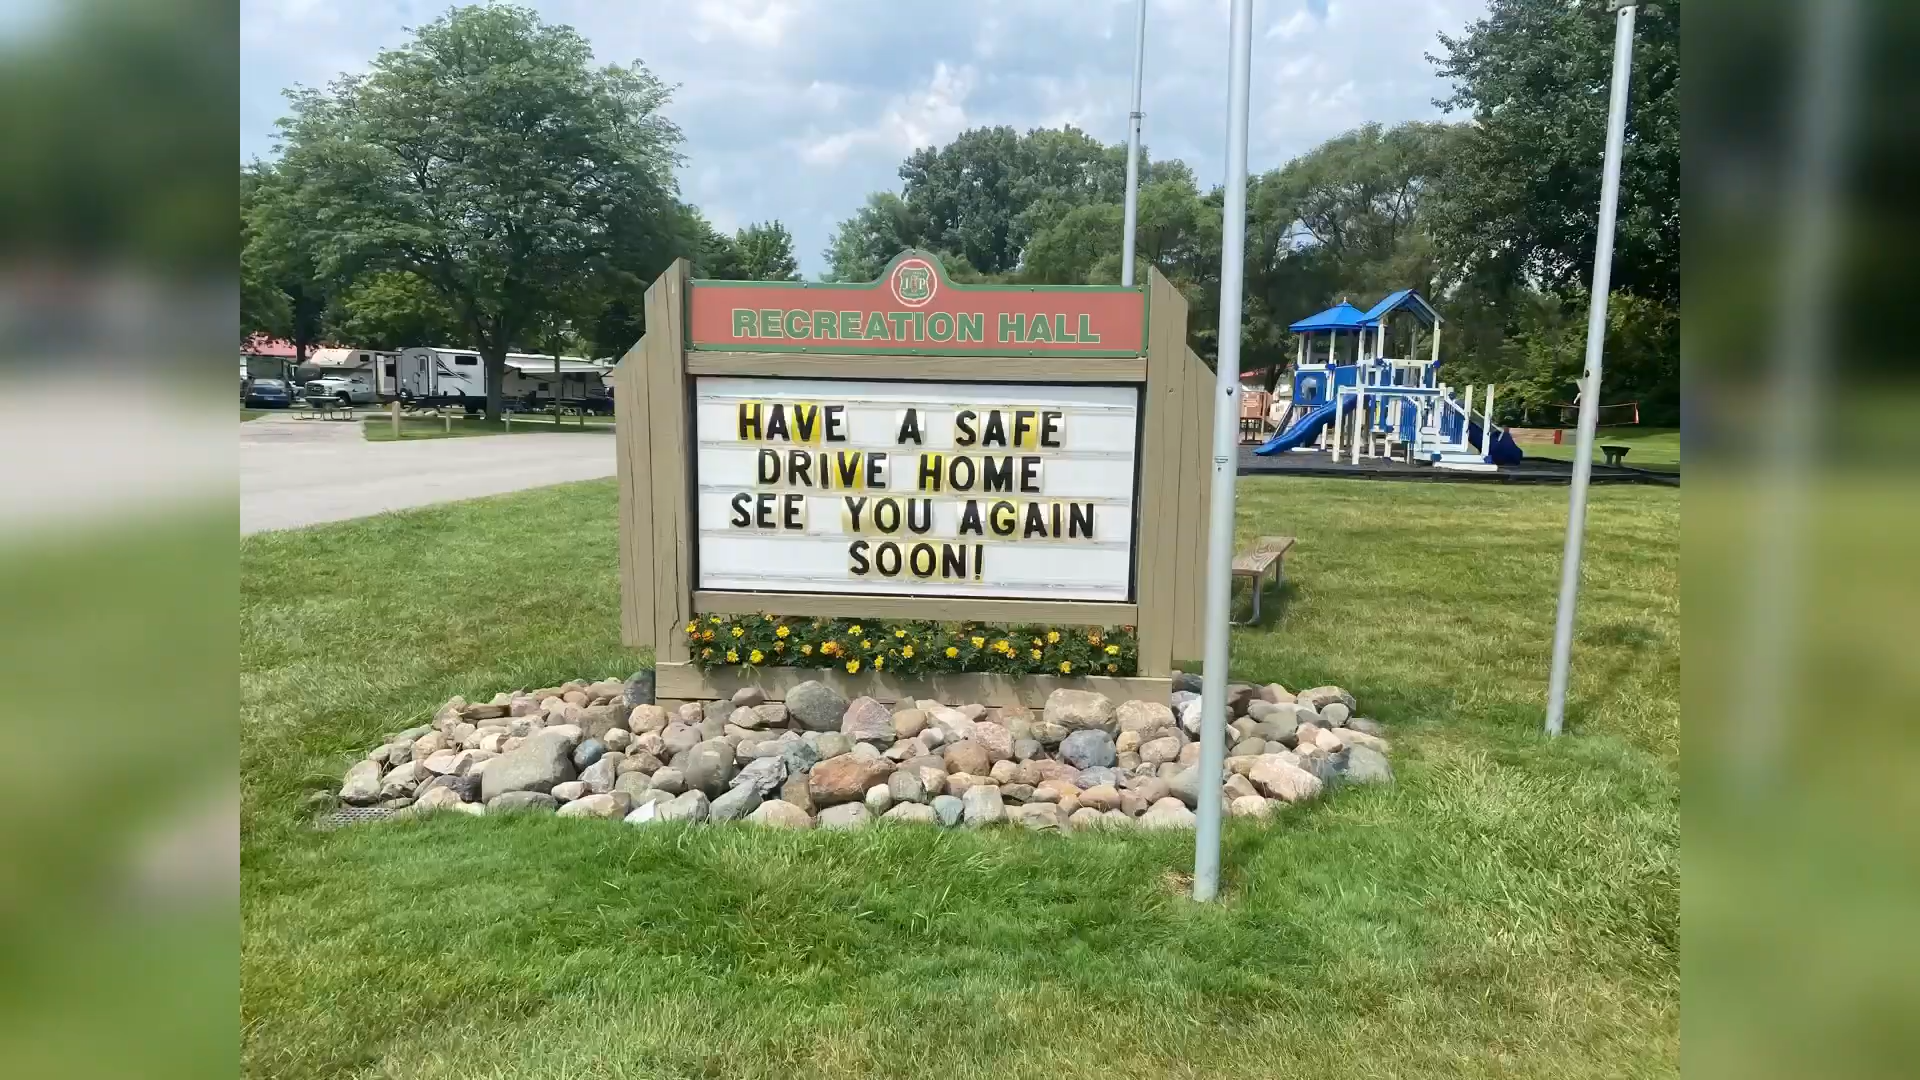 RECREATION HALL
HAVE A SAFE
DRIVE HOME
SEE YOU AGAIN
SOON!